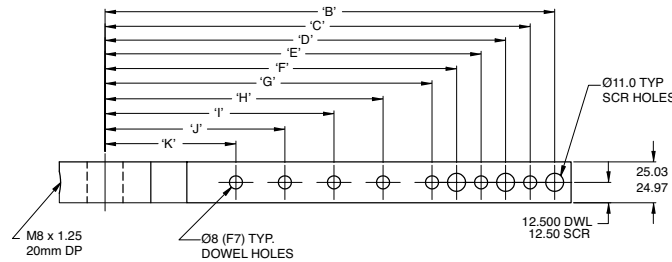 ‘B’
‘C’
‘D’
‘E’
‘F’
‘G’
‘H’
‘I’
‘J’
‘K’
Ø11.0 TYP
SCR HOLES
25.03
24.97
12.500 DWL
12.50 SCR
M8 x 1.25
20mm DP
Ø8 (F7) TYP.
DOWEL HOLES